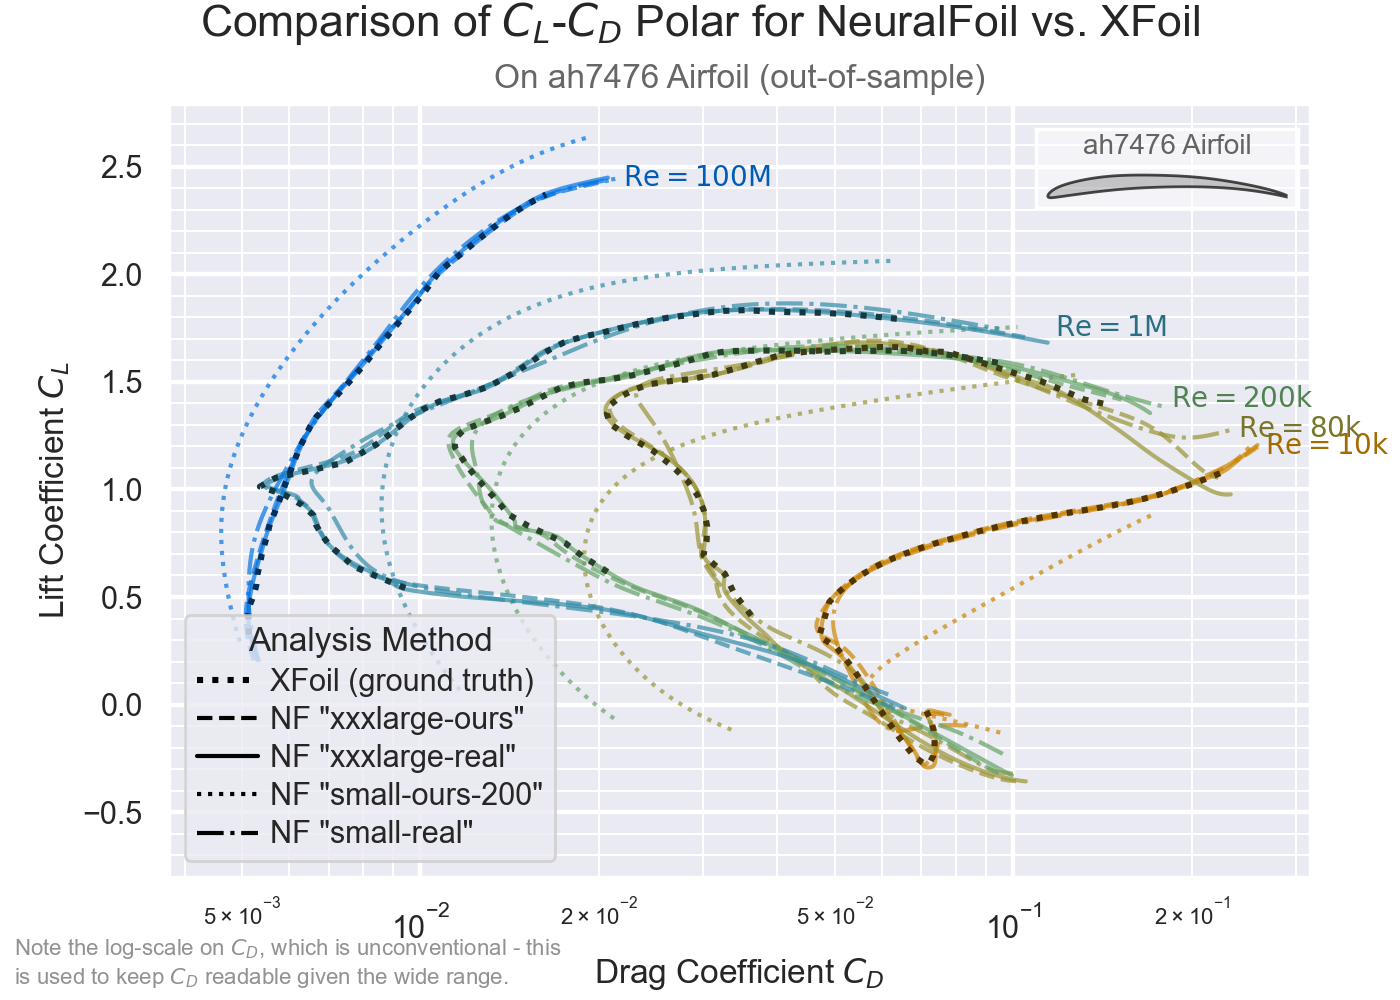 Comparison of C_L-C_D Polar for NeuralFoil vs. XFoil
On ah7476 Airfoil (out-of-sample)
ah7476 Airfoil
Re = 100M
Re = 1M
Re = 200k
Re = 80k
Re = 10k
Lift Coefficient C_L
2.5
2.0
1.5
1.0
0.5
0.0
−0.5
Analysis Method
XFoil (ground truth)
NF "xxxlarge-ours"
NF "xxxlarge-real"
NF "small-ours-200"
NF "small-real"
5 × 10⁻³
10⁻²
2 × 10⁻²
5 × 10⁻²
10⁻¹
2 × 10⁻¹
Drag Coefficient C_D
Note the log-scale on C_D, which is unconventional - this
is used to keep C_D readable given the wide range.